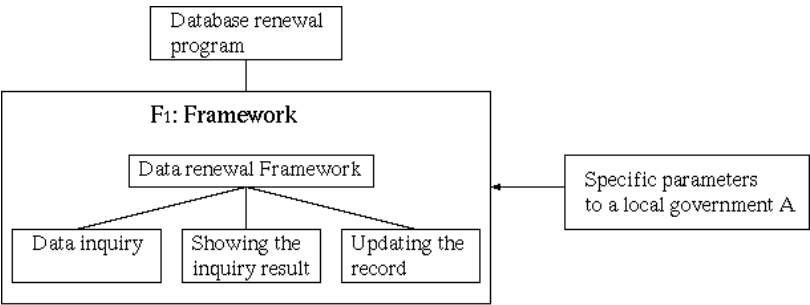 Database renewal
program
F1: Framework
Data renewal Framework
Specific parameters
to a local government A
Data inquiry
Showing the
inquiry result
Updating the
record